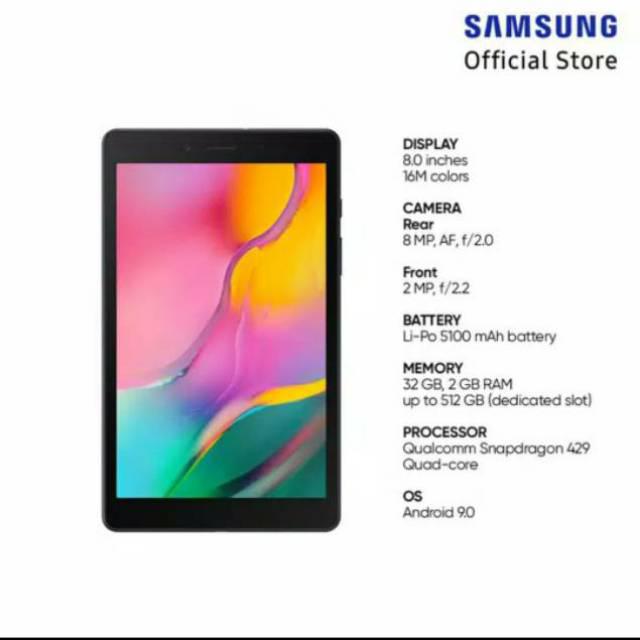 SAMSUNG
Official Store
DISPLAY
8.0 inches
16M colors
CAMERA
Rear
8 MP, AF, f/2.0
Front
2 MP, f/2.2
BATTERY
Li-Po 5100 mAh battery
MEMORY
32 GB, 2 GB RAM
up to 512 GB (dedicated slot)
PROCESSOR
Qualcomm Snapdragon 429
Quad-core
OS
Android 9.0